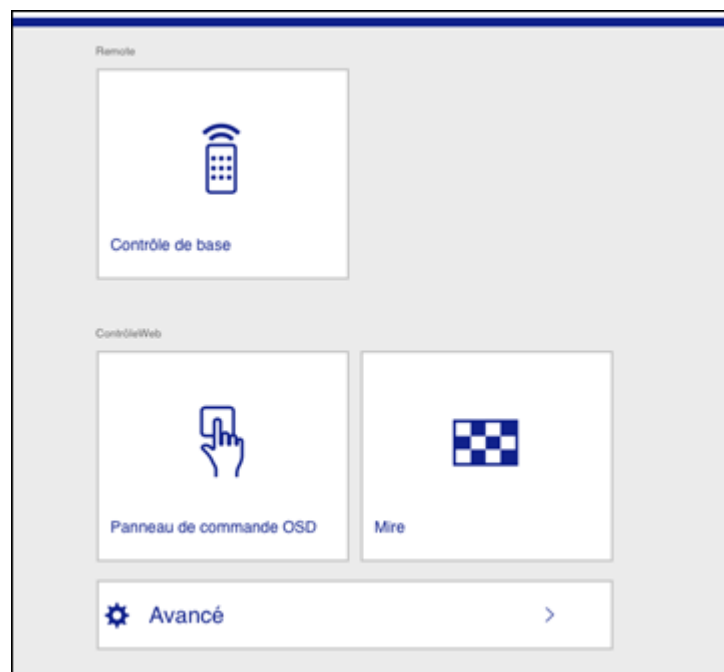 Remote
Contrôle de base
ContrôleWeb
Panneau de commande OSD
Mire
Avancé